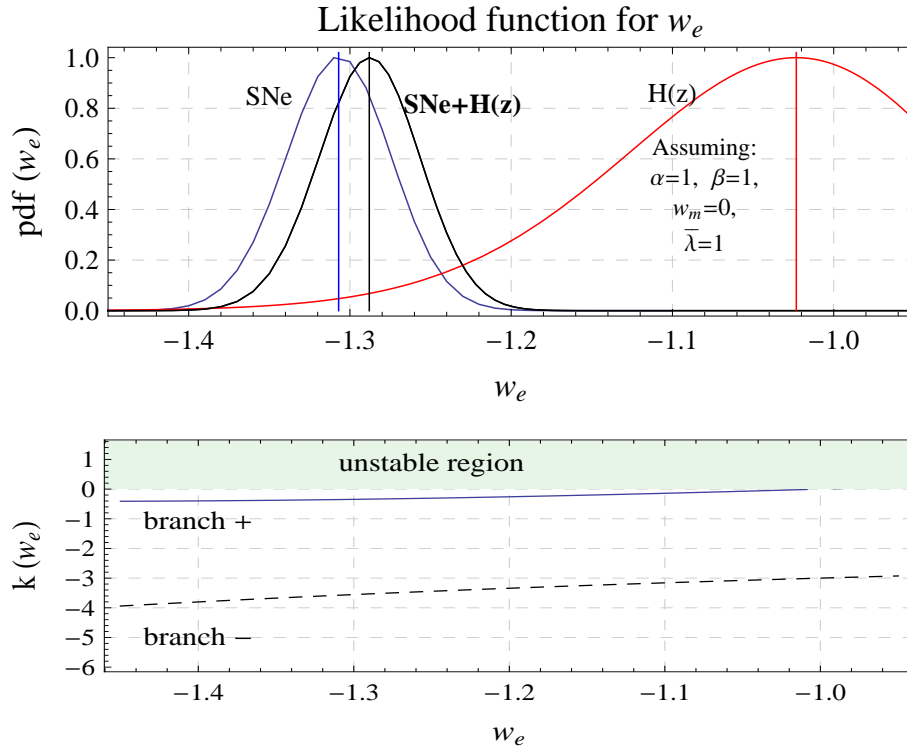 Likelihood function for w_e
pdf (w_e)
1.0
0.8
0.6
0.4
0.2
0.0
SNe
SNe+H(z)
H(z)
Assuming:
α=1, β=1,
w_m=0,
λ̅=1
−1.4 −1.3 −1.2 −1.1 −1.0
w_e
k (w_e)
1
0
−1
−2
−3
−4
−5
−6
unstable region
branch +
branch −
−1.4 −1.3 −1.2 −1.1 −1.0
w_e